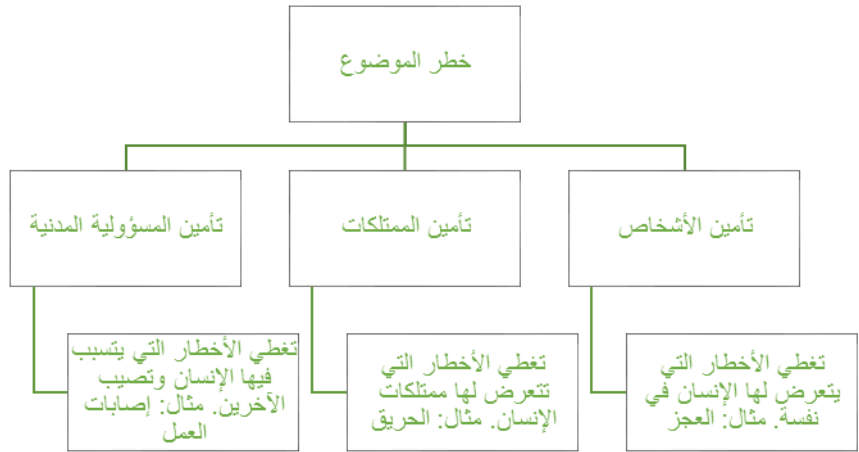 خطر الموضوع
تأمين الأشخاص
تأمين الممتلكات
تأمين المسؤولية المدنية
تغطي الأخطار التي
يتعرض لها الإنسان في
نفسة. مثال: العجز
تغطي الأخطار التي
تتعرض لها ممتلكات
الإنسان. مثال: الحريق
تغطي الأخطار التي يتسبب
فيها الإنسان وتصيب
الآخرين. مثال: إصابات
العمل